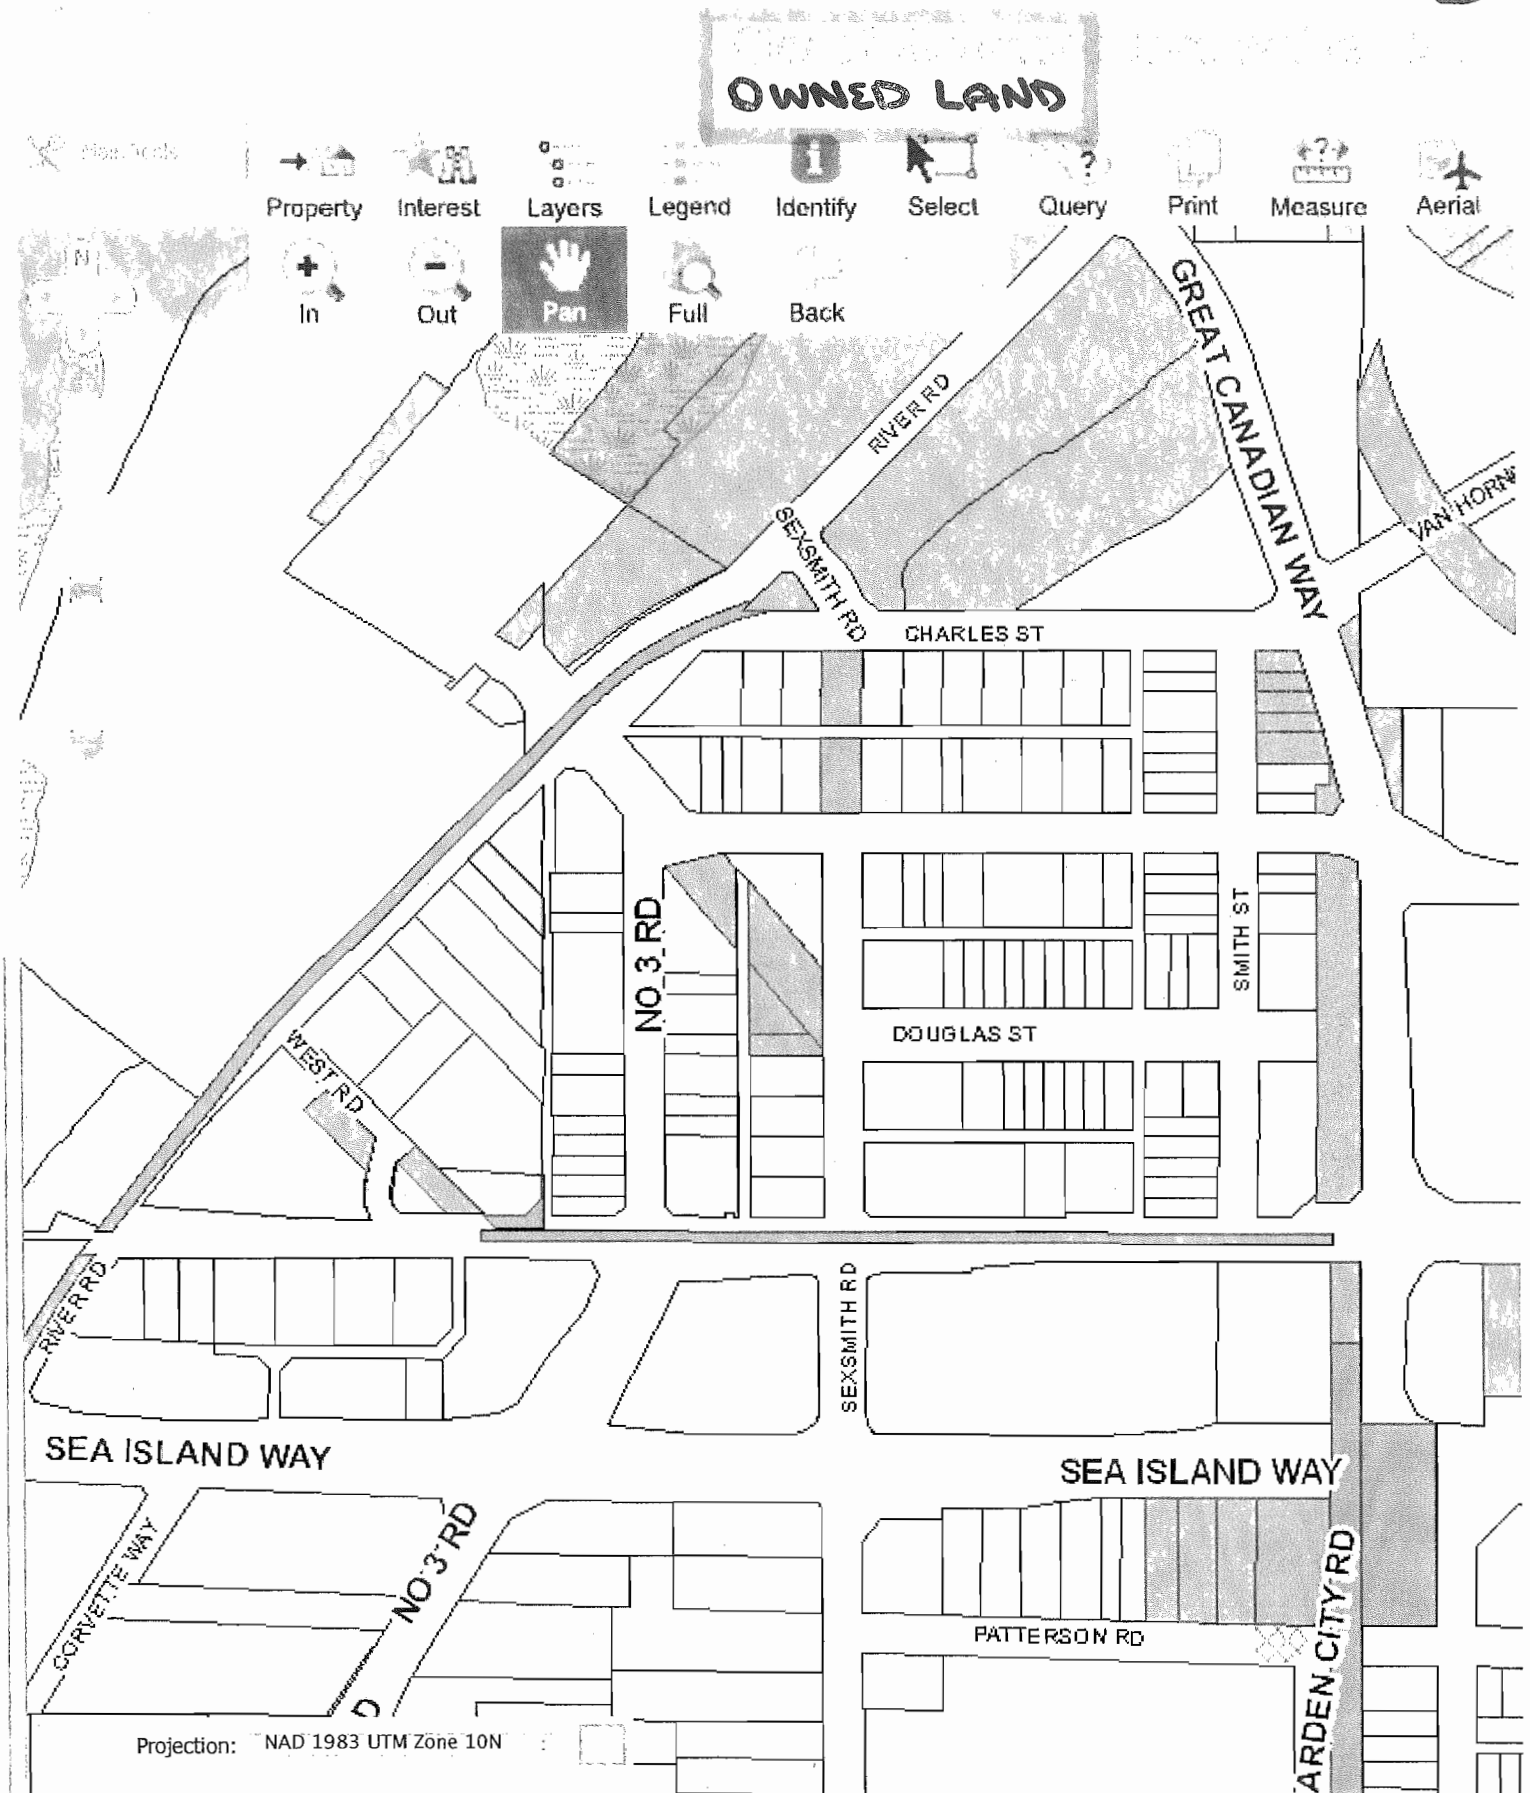 OWNED LAND
Main Tools
Property Interest Layers Legend Identify Select Query Print Measure Aerial
N
In Out Pan Full Back
GREAT CANADIAN WAY
RIVER RD
VAN HORNE
SEXSMITH RD
CHARLES ST
NO 3 RD
SMITH ST
DOUGLAS ST
WEST RD
RIVER RD
SEXSMITH RD
SEA ISLAND WAY
SEA ISLAND WAY
CORVETTE WAY
NO 3 RD
GARDEN CITY RD
PATTERSON RD
D
Projection: NAD 1983 UTM Zone 10N :